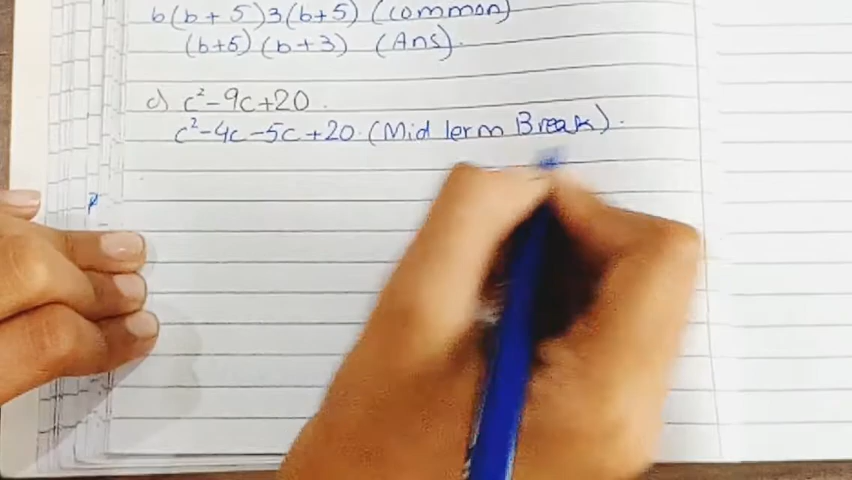 b(b+5)3(b+5) (common)
(b+5)(b+3) (Ans).
c) c²-9c+20.
c²-4c-5c+20. (Mid term Break).